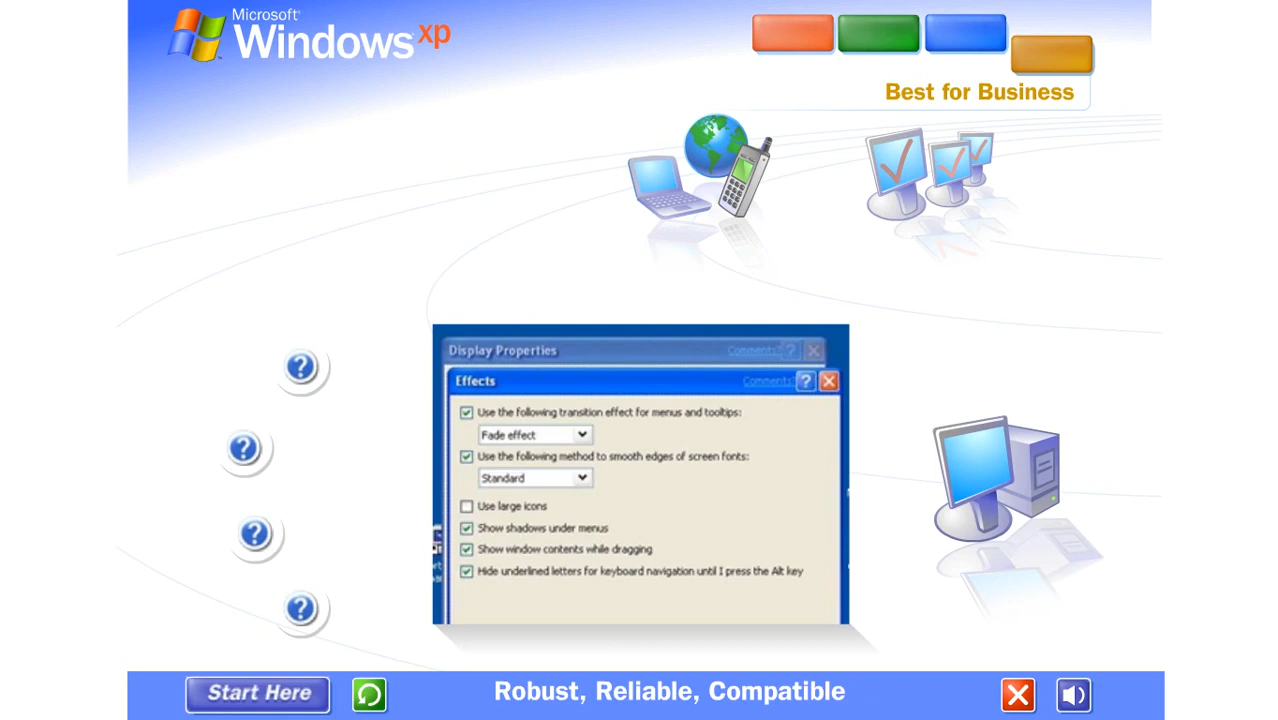 Microsoft®
Windows xp
Best for Business
Display Properties
Comments?
Effects
Comments?
Use the following transition effect for menus and tooltips:
Fade effect
Use the following method to smooth edges of screen fonts:
Standard
Use large icons
Show shadows under menus
Show window contents while dragging
Hide underlined letters for keyboard navigation until I press the Alt key
Start Here
Robust, Reliable, Compatible